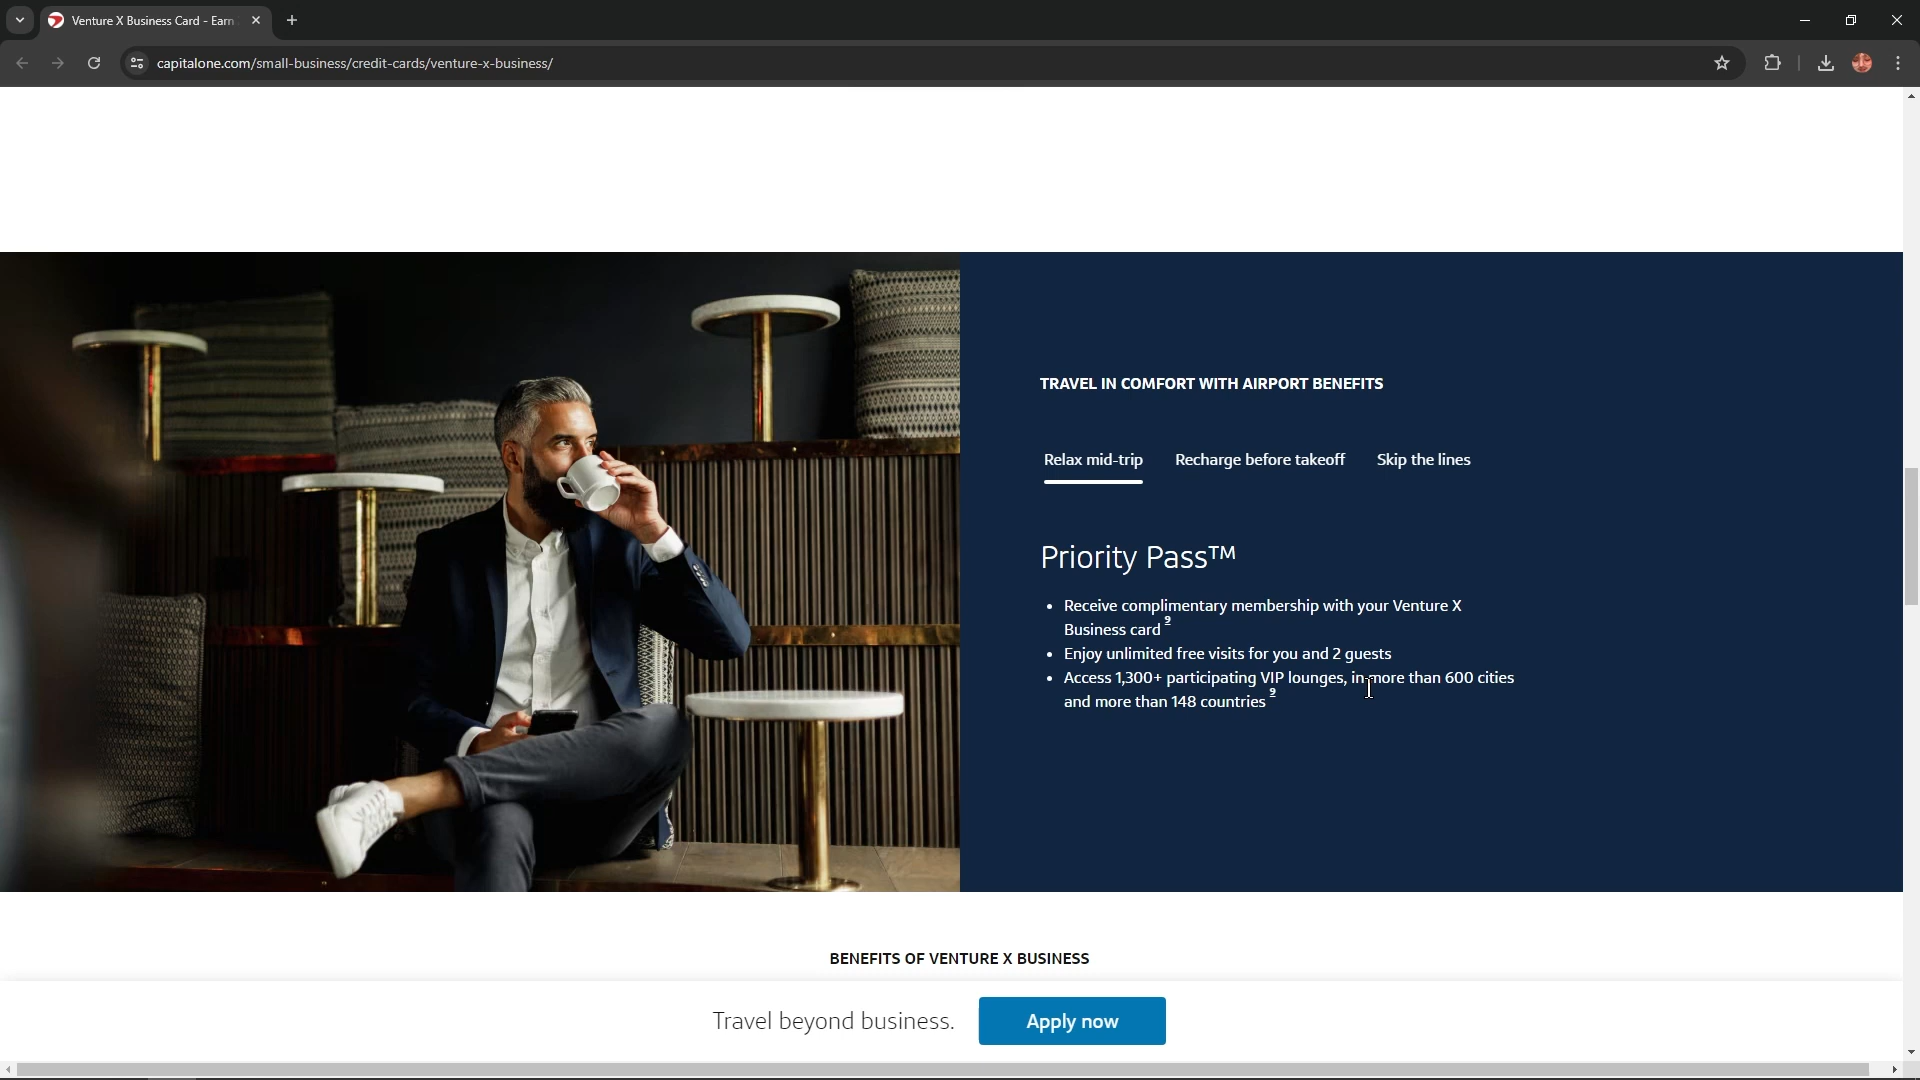 Venture X Business Card - Earn
capitalone.com/small-business/credit-cards/venture-x-business/
TRAVEL IN COMFORT WITH AIRPORT BENEFITS
Relax mid-trip Recharge before takeoff Skip the lines
Priority Pass™
• Receive complimentary membership with your Venture X
Business card 9
• Enjoy unlimited free visits for you and 2 guests
• Access 1,300+ participating VIP lounges, in more than 600 cities
and more than 148 countries 9
BENEFITS OF VENTURE X BUSINESS
Travel beyond business. Apply now